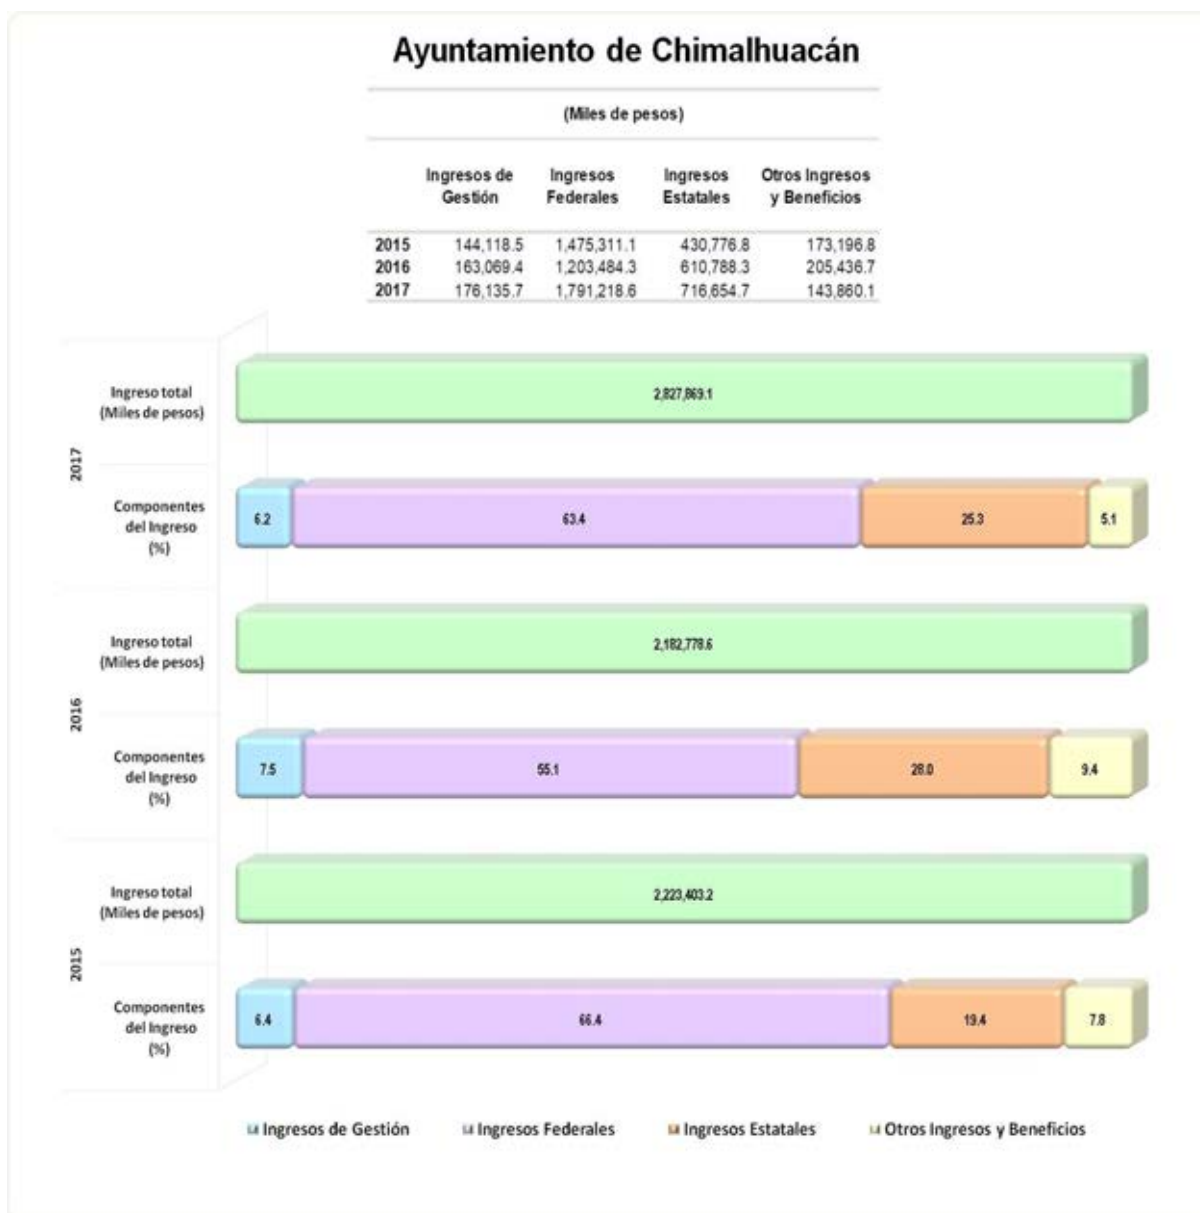 Ayuntamiento de Chimalhuacán
(Miles de pesos)
Ingresos de Gestión Ingresos Federales Ingresos Estatales Otros Ingresos y Beneficios
2015 144,118.5 1,475,311.1 430,776.8 173,196.8
2016 163,069.4 1,203,484.3 610,788.3 205,436.7
2017 176,135.7 1,791,218.6 716,654.7 143,860.1
2017
Ingreso total
(Miles de pesos)
2,827,869.1
Componentes
del Ingreso
(%)
6.2 63.4 25.3 5.1
2016
Ingreso total
(Miles de pesos)
2,182,778.6
Componentes
del Ingreso
(%)
7.5 55.1 28.0 9.4
2015
Ingreso total
(Miles de pesos)
2,223,403.2
Componentes
del Ingreso
(%)
6.4 66.4 19.4 7.8
Ingresos de Gestión Ingresos Federales Ingresos Estatales Otros Ingresos y Beneficios